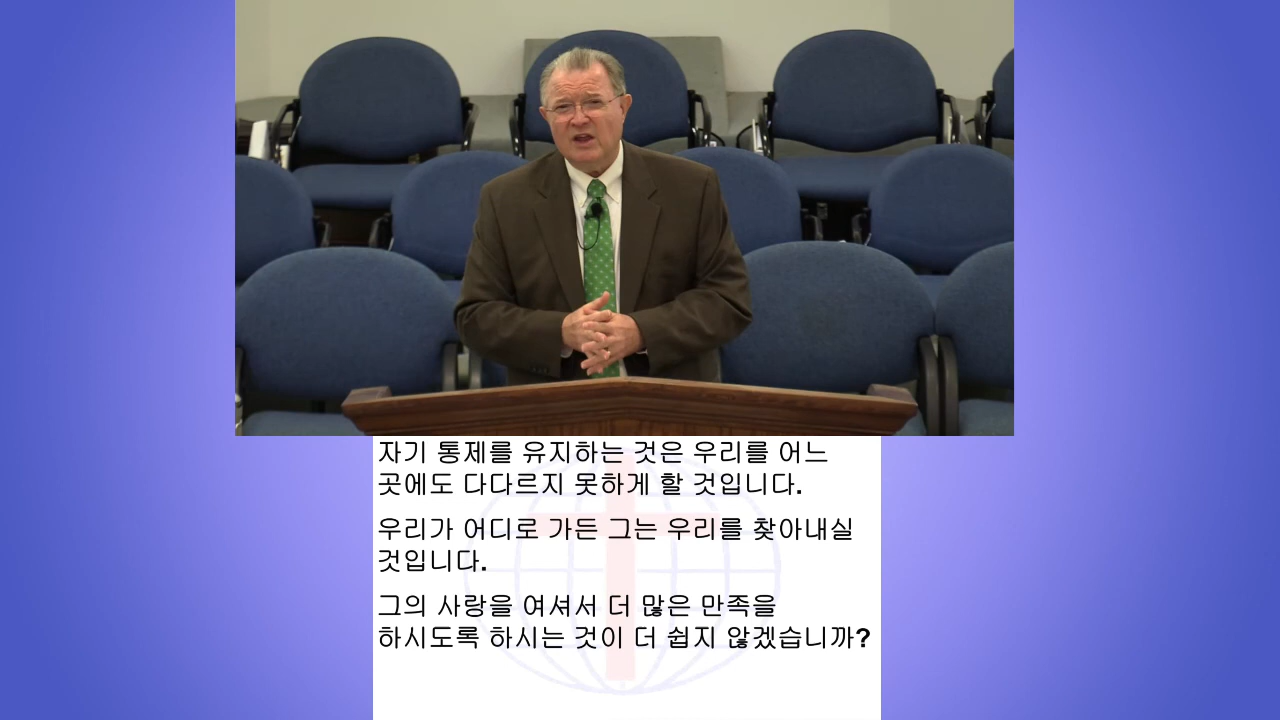 자기 통제를 유지하는 것은 우리를 어느
곳에도 다다르지 못하게 할 것입니다.
우리가 어디로 가든 그는 우리를 찾아내실
것입니다.
그의 사랑을 여셔서 더 많은 만족을
하시도록 하시는 것이 더 쉽지 않겠습니까?